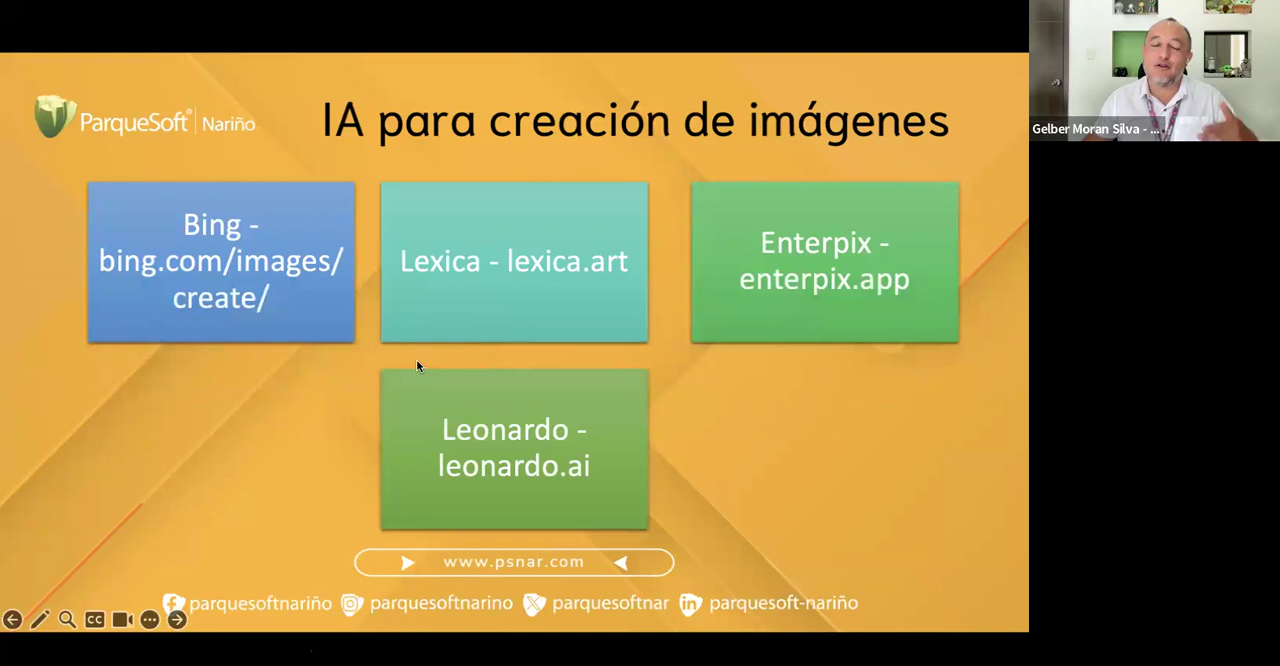 ParqueSoft® Nariño
IA para creación de imágenes
Bing -
bing.com/images/
create/
Lexica - lexica.art
Enterpix -
enterpix.app
Leonardo -
leonardo.ai
www.psnar.com
parquesoftnariño
parquesoftnarino
parquesoftnar
parquesoft-nariño
CC
Gelber Moran Silva - ...